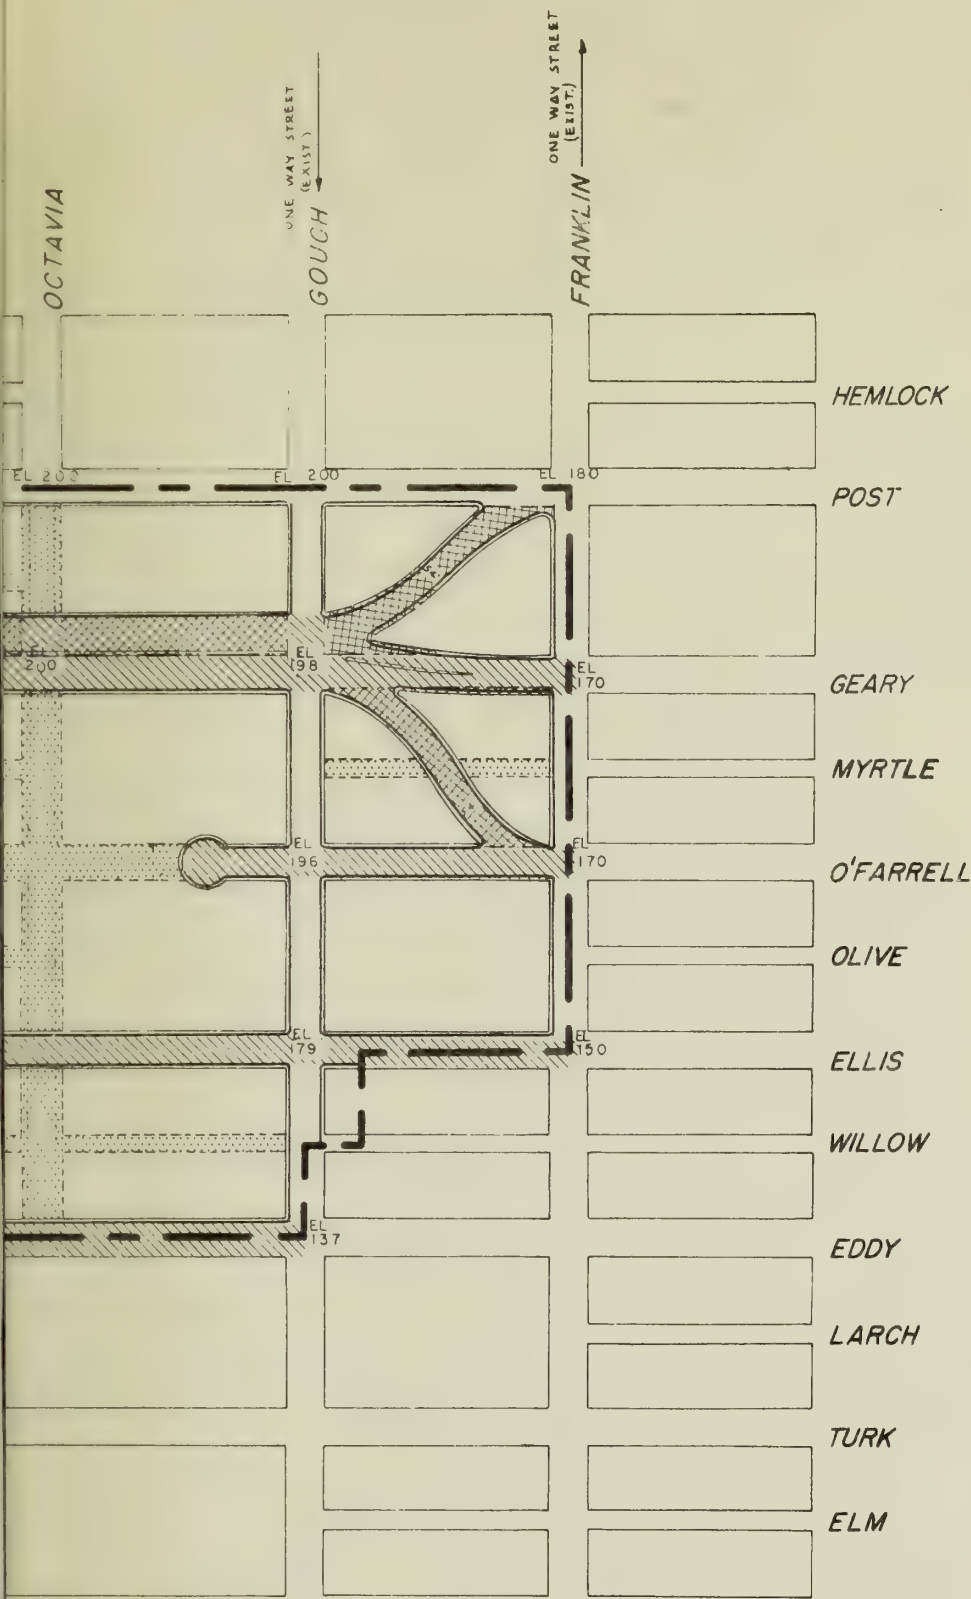 ONE WAY STREET
(EXIST.)
ONE WAY STREET
(EXIST.)
OCTAVIA
GOUGH
FRANKLIN
HEMLOCK
EL 200
EL 200
EL 180
POST
EL
200
EL
198
EL
170
GEARY
MYRTLE
EL
196
EL
170
O'FARRELL
OLIVE
EL
179
EL
150
ELLIS
WILLOW
EL
137
EDDY
LARCH
TURK
ELM